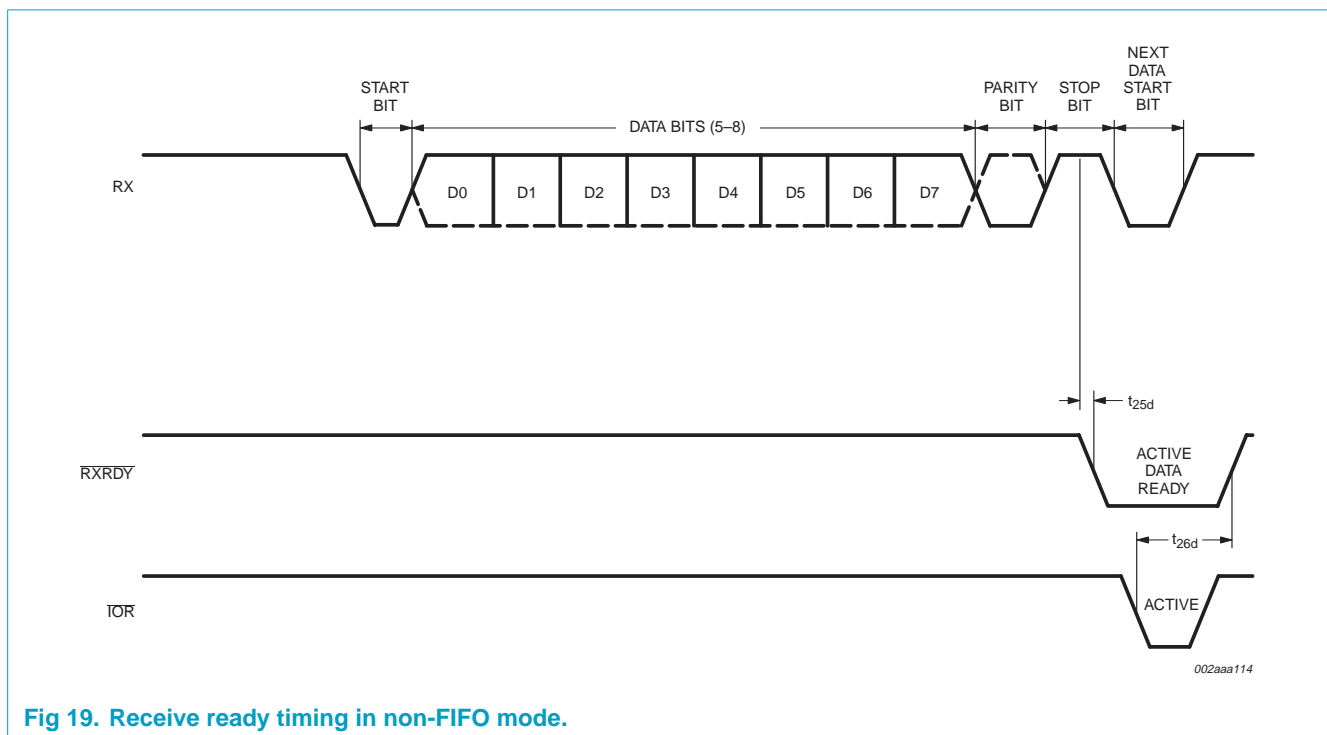 START
BIT
DATA BITS (5–8)
PARITY
BIT
STOP
BIT
NEXT
DATA
START
BIT
RX
D0 D1 D2 D3 D4 D5 D6 D7
t25d
RXRDY
ACTIVE
DATA
READY
t26d
IOR
ACTIVE
002aaa114
Fig 19. Receive ready timing in non-FIFO mode.